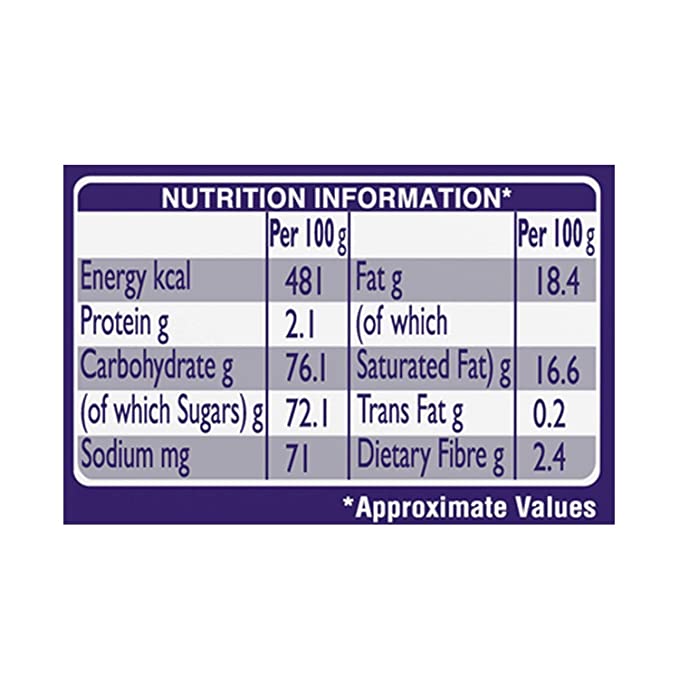 NUTRITION INFORMATION*
Per 100 g Per 100 g
Energy kcal 481 Fat g 18.4
Protein g 2.1 (of which
Carbohydrate g 76.1 Saturated Fat) g 16.6
(of which Sugars) g 72.1 Trans Fat g 0.2
Sodium mg 71 Dietary Fibre g 2.4
*Approximate Values